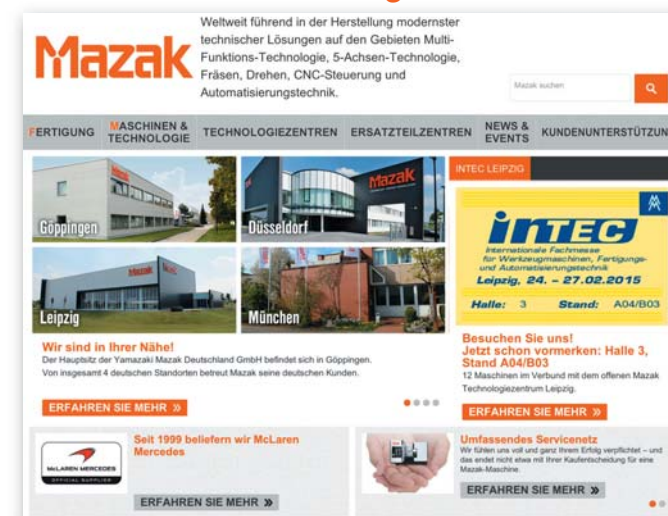 Weltweit führend in der Herstellung modernster
technischer Lösungen auf den Gebieten Multi-
Funktions-Technologie, 5-Achsen-Technologie,
Fräsen, Drehen, CNC-Steuerung und
Automatisierungstechnik.
Mazak
Mazak suchen
FERTIGUNG
MASCHINEN &
TECHNOLOGIE
TECHNOLOGIEZENTREN
ERSATZTEILZENTREN
NEWS &
EVENTS
KUNDENUNTERSTÜTZUN
Göppingen
Mazak
Düsseldorf
Mazak
Leipzig
München
Wir sind in Ihrer Nähe!
Der Hauptsitz der Yamazaki Mazak Deutschland GmbH befindet sich in Göppingen.
Von insgesamt 4 deutschen Standorten betreut Mazak seine deutschen Kunden.
ERFAHREN SIE MEHR »
INTEC LEIPZIG
inTEC
Internationale Fachmesse
für Werkzeugmaschinen, Fertigungs-
und Automatisierungstechnik
Leipzig, 24. – 27.02.2015
Halle: 3 Stand: A04/B03
Besuchen Sie uns!
Jetzt schon vormerken: Halle 3,
Stand A04/B03
12 Maschinen im Verbund mit dem offenen Mazak
Technologiezentrum Leipzig.
ERFAHREN SIE MEHR »
McLAREN MERCEDES
OFFICIAL SUPPLIER
Seit 1999 beliefern wir McLaren
Mercedes
ERFAHREN SIE MEHR »
Umfassendes Servicenetz
Wir fühlen uns voll und ganz Ihrem Erfolg verpflichtet – und
das endet nicht etwa mit Ihrer Kaufentscheidung für eine
Mazak-Maschine.
ERFAHREN SIE MEHR »